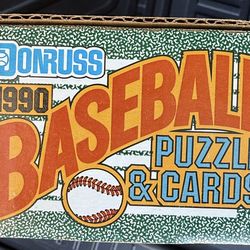 DONRUSS
1990
BASEBALL
PUZZLE
& CARDS